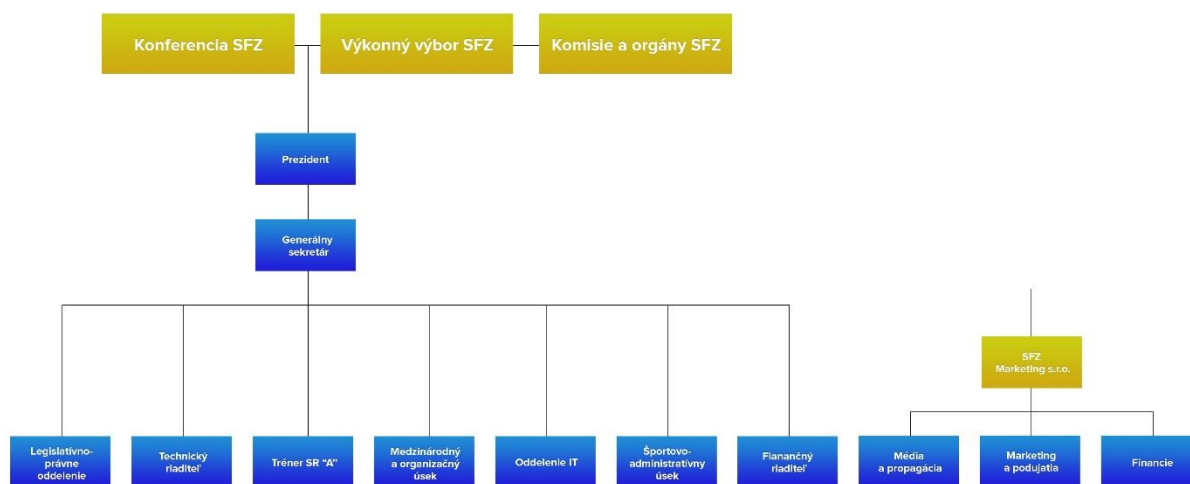 Konferencia SFZ
Výkonný výbor SFZ
Komisie a orgány SFZ
Prezident
Generálny
sekretár
SFZ
Marketing s.r.o.
Legislatívno-
právne
oddelenie
Technický
riaditeľ
Tréner SR "A"
Medzinárodný
a organizačný
úsek
Oddelenie IT
Športovo-
administratívny
úsek
Fianančný
riaditeľ
Média
a propagácia
Marketing
a podujatia
Financie